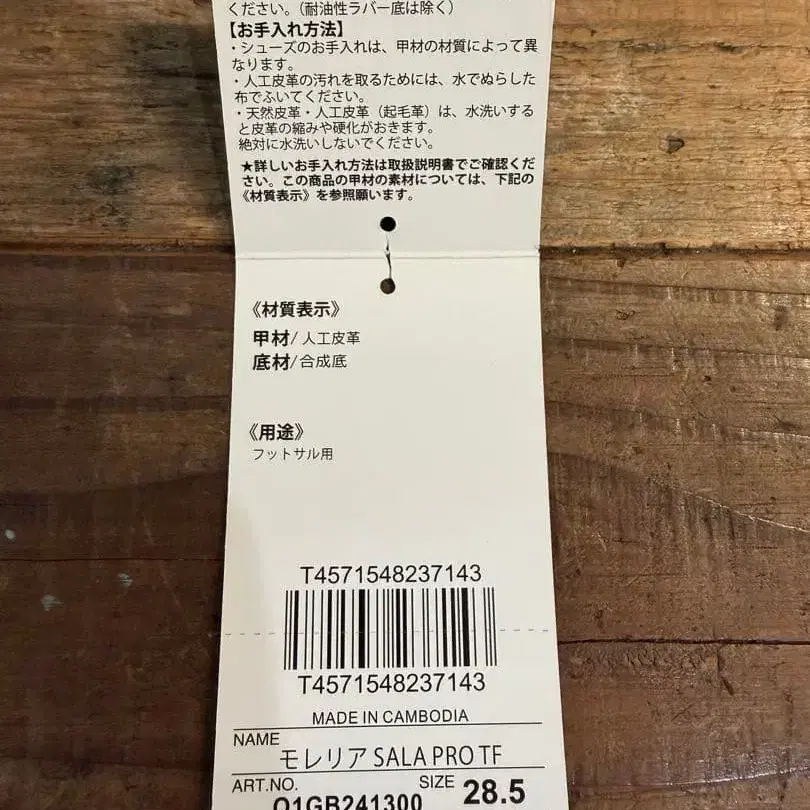 ください。（耐油性ラバー底は除く）
【お手入れ方法】
・シューズのお手入れは、甲材の材質によって異
なります。
・人工皮革の汚れを取るためには、水でぬらした
布でふいてください。
・天然皮革・人工皮革（起毛革）は、水洗いすると
皮革の縮みや硬化がおきます。
絶対に水洗いしないでください。
★詳しいお手入れ方法は取扱説明書でご確認くだ
さい。この商品の甲材の素材については、下記の
《材質表示》を参照願います。
《材質表示》
甲材/人工皮革
底材/合成底
《用途》
フットサル用
T4571548237143
T4571548237143
MADE IN CAMBODIA
NAME
モレリア SALA PRO TF
ART.NO. Q1GB241300 SIZE 28.5